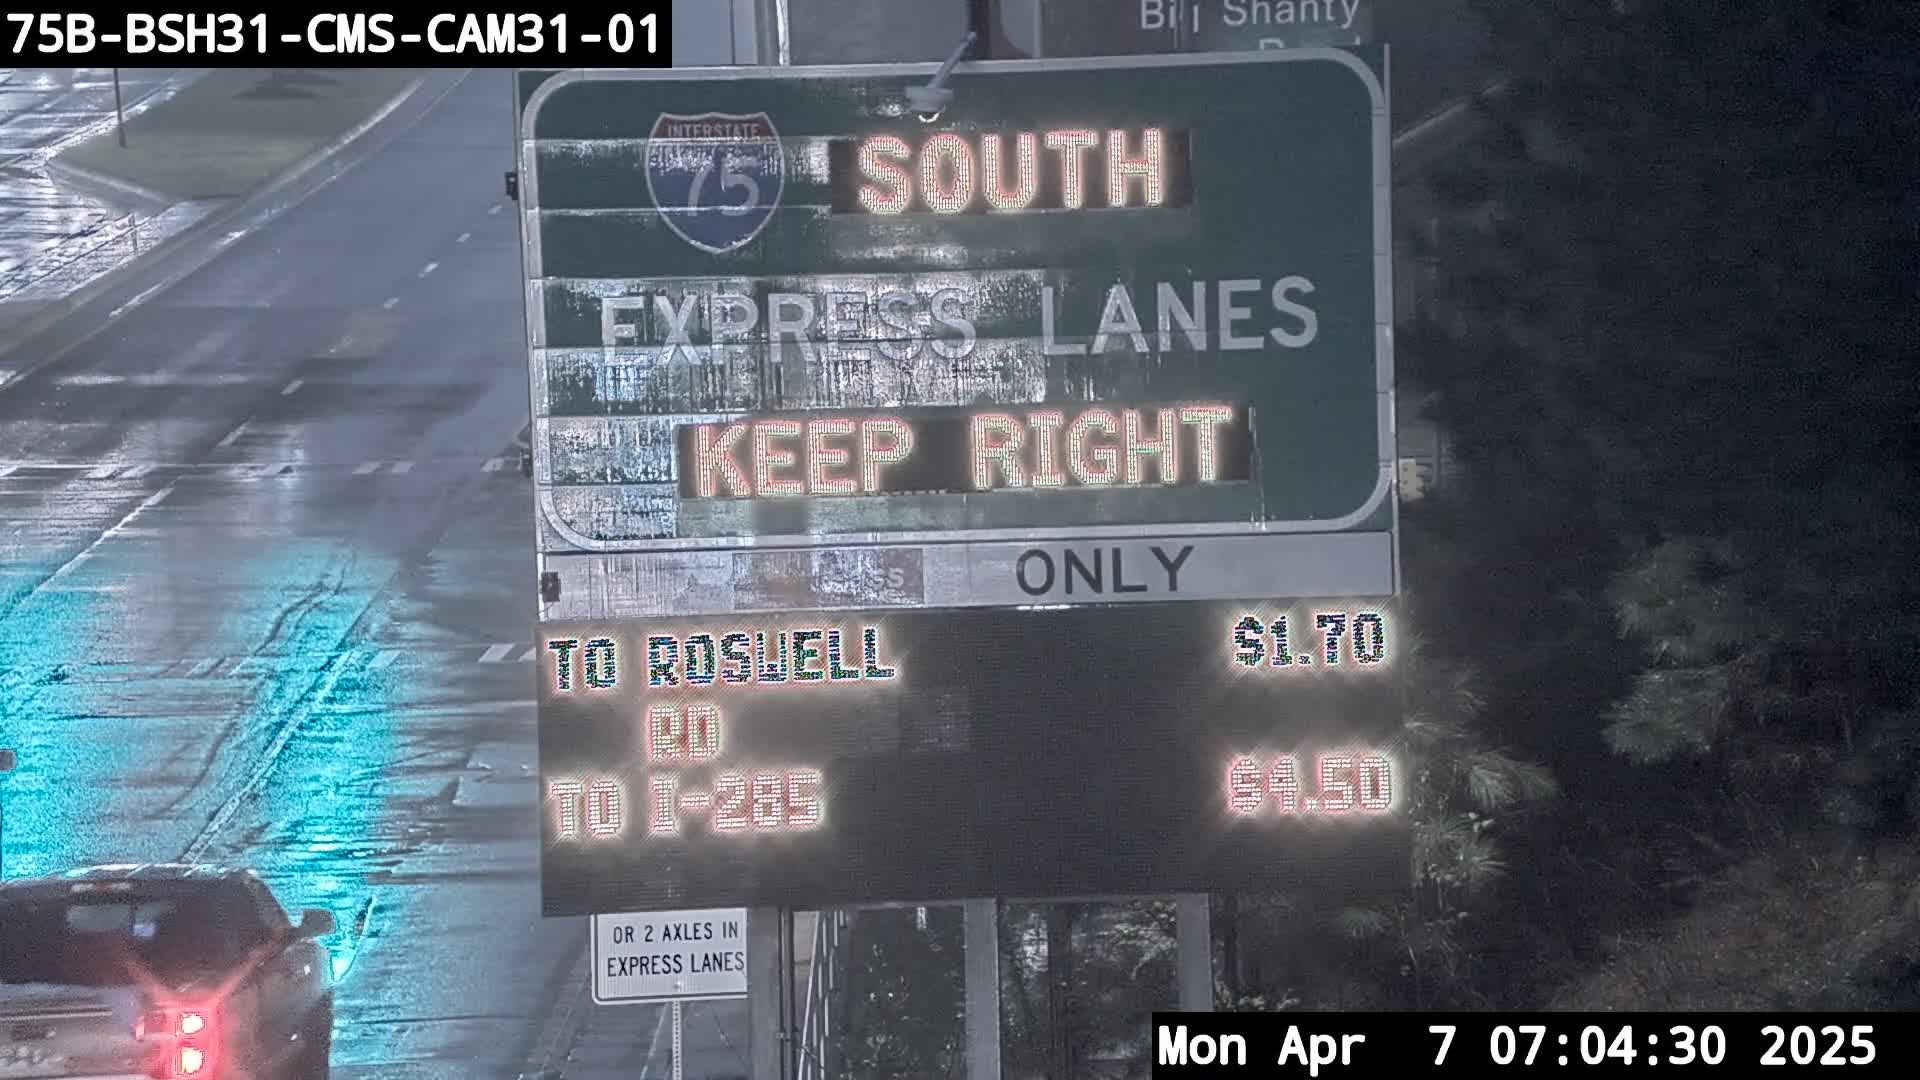 75B-BSH31-CMS-CAM31-01
Shanty
INTERSTATE
75
SOUTH
EXPRESS LANES
KEEP RIGHT
ONLY
TO ROSWELL $1.70
RD
TO I-285 $4.50
OR 2 AXLES IN
EXPRESS LANES
Mon Apr 7 07:04:30 2025